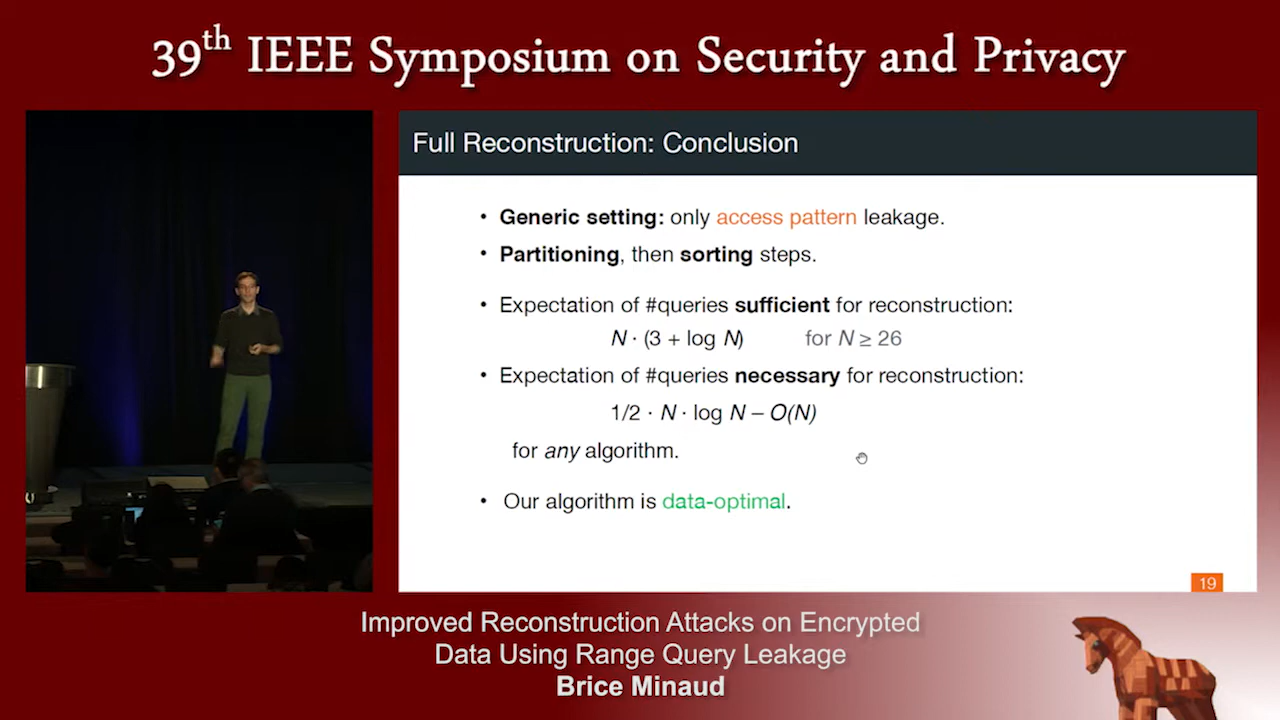 39th IEEE Symposium on Security and Privacy
Full Reconstruction: Conclusion
• Generic setting: only access pattern leakage.
• Partitioning, then sorting steps.
• Expectation of #queries sufficient for reconstruction:
N · (3 + log N) for N ≥ 26
• Expectation of #queries necessary for reconstruction:
1/2 · N · log N – O(N)
for any algorithm.
• Our algorithm is data-optimal.
19
Improved Reconstruction Attacks on Encrypted
Data Using Range Query Leakage
Brice Minaud